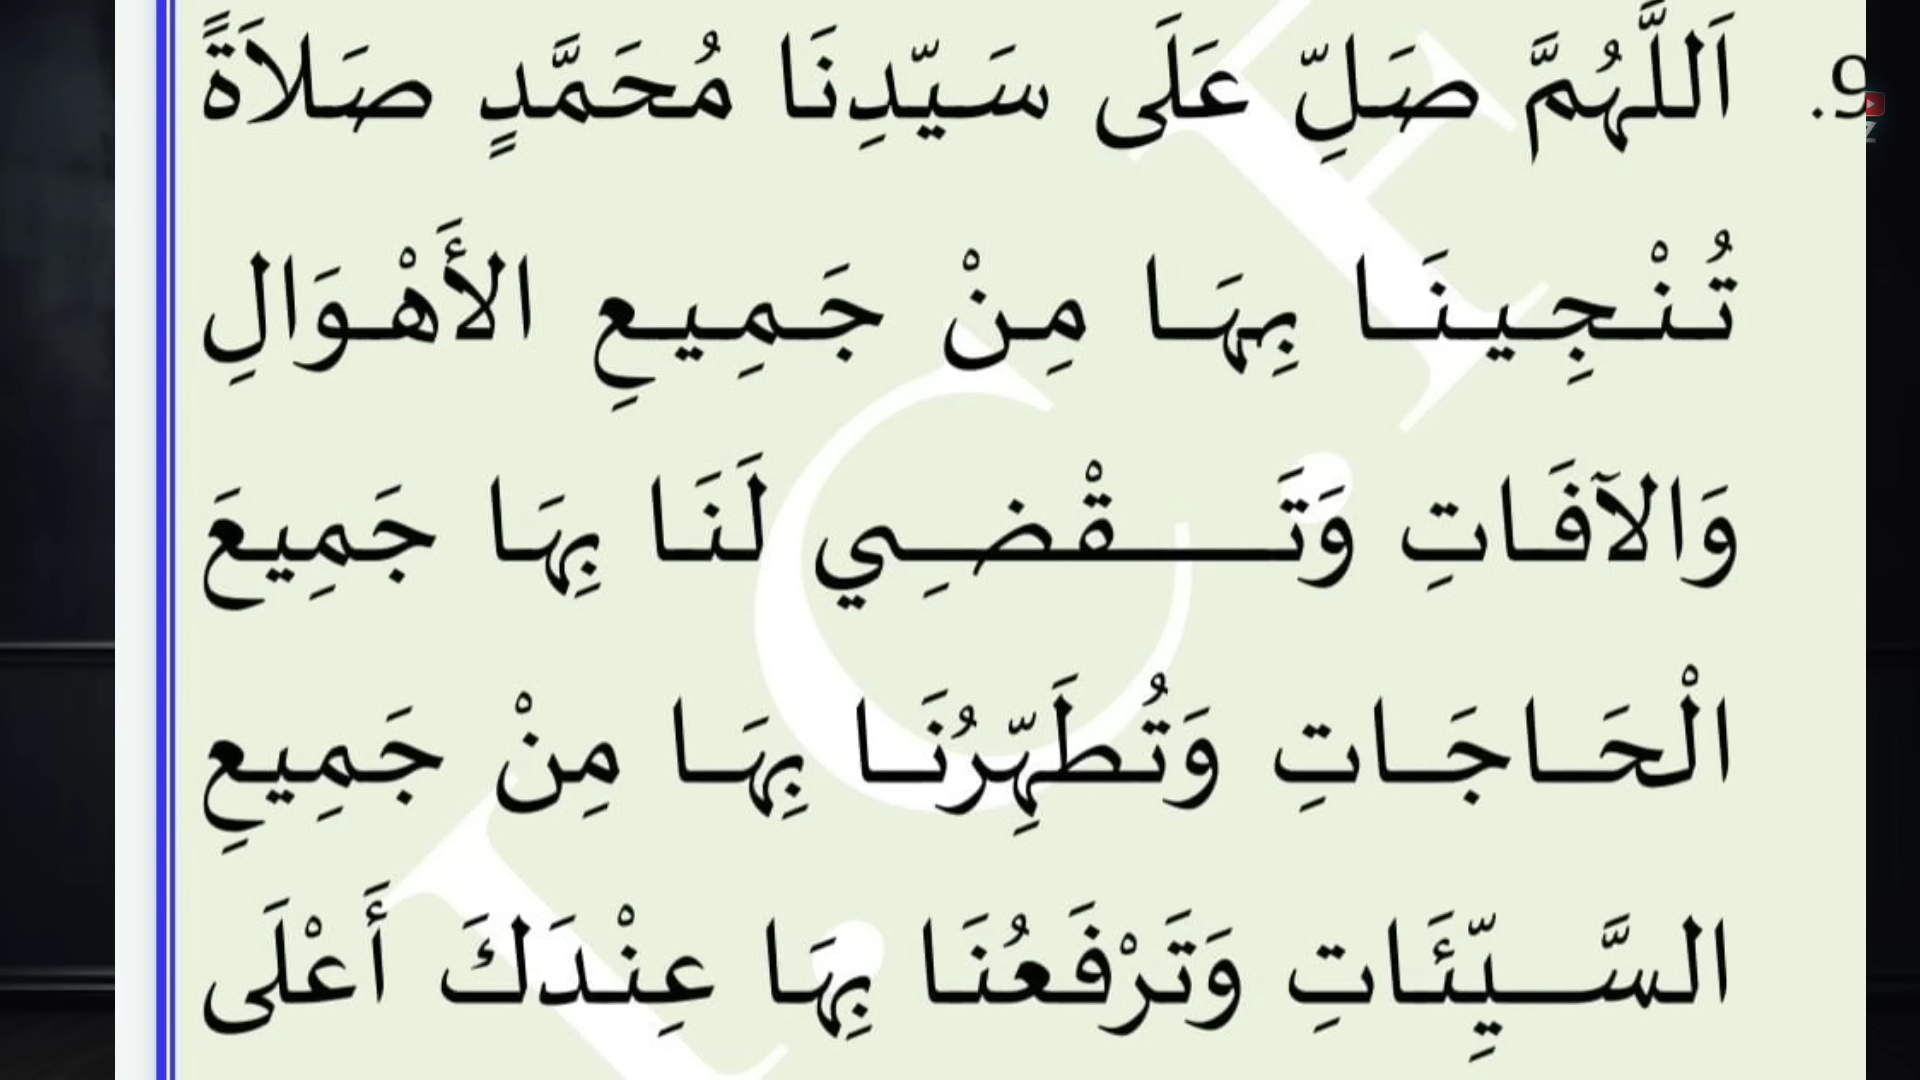 9. اَللَّهُمَّ صَلِّ عَلَى سَيِّدِنَا مُحَمَّدٍ صَلاَةً
تُنْجِينَا بِهَا مِنْ جَمِيعِ الأَهْوَالِ
وَالآفَاتِ وَتَقْضِي لَنَا بِهَا جَمِيعَ
الْحَاجَاتِ وَتُطَهِّرُنَا بِهَا مِنْ جَمِيعِ
السَّيِّئَاتِ وَتَرْفَعُنَا بِهَا عِنْدَكَ أَعْلَى